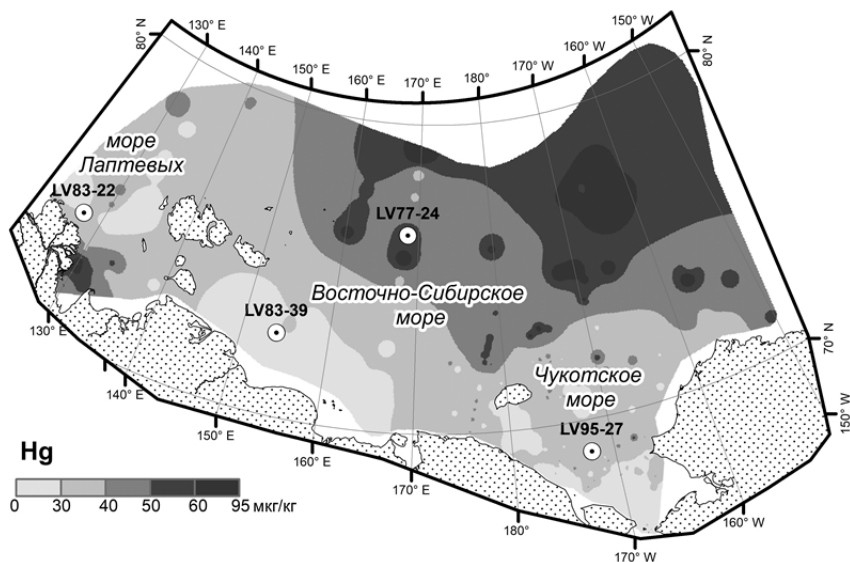 80° N
130° E
140° E
150° E
160° E
170° E
180°
170° W
160° W
150° W
80° N
море
Лаптевых
LV83-22
LV77-24
Восточно-Сибирское
море
LV83-39
Чукотское
море
LV95-27
70° N
150° W
130° E
140° E
150° E
160° E
170° E
180°
170° W
160° W
Hg
0 30 40 50 60 95 мкг/кг